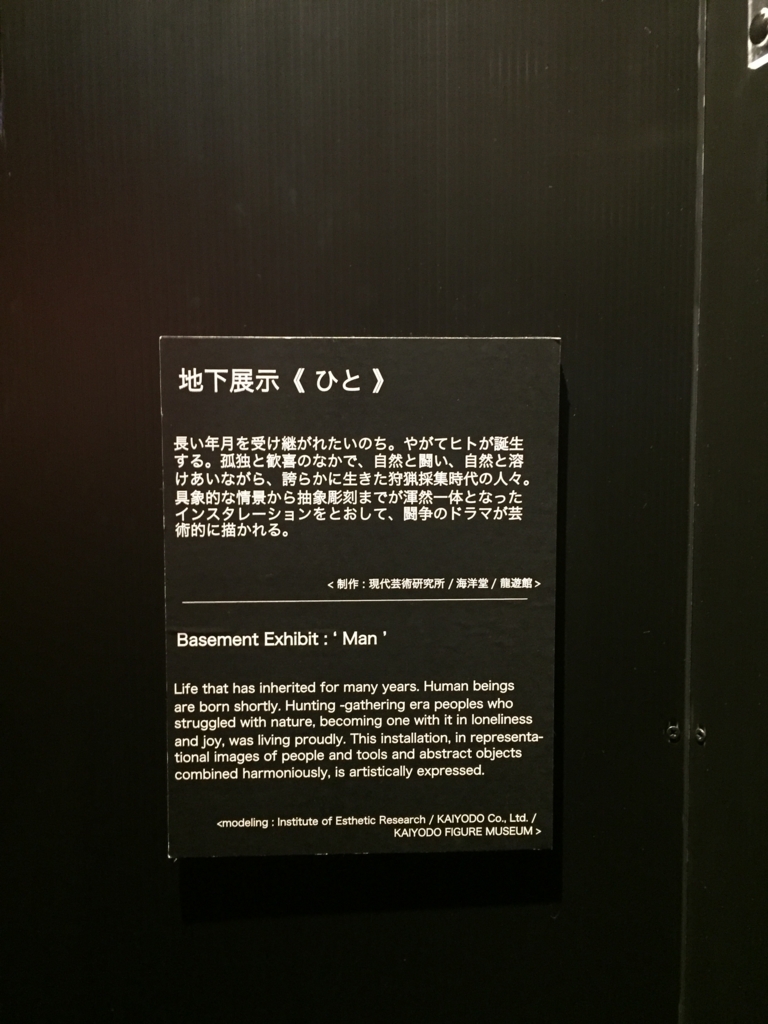 地下展示《 ひと 》
長い年月を受け継がれたいのち。やがてヒトが誕生
する。孤独と歓喜のなかで、自然と闘い、自然と溶
けあいながら、誇らかに生きた狩猟採集時代の人々。
具象的な情景から抽象彫刻までが渾然一体となった
インスタレーションをとおして、闘争のドラマが芸
術的に描かれる。
< 制作 : 現代芸術研究所 / 海洋堂 / 龍遊館 >
Basement Exhibit : ‘ Man ’
Life that has inherited for many years. Human beings
are born shortly. Hunting -gathering era peoples who
struggled with nature, becoming one with it in loneliness
and joy, was living proudly. This installation, in representa-
tional images of people and tools and abstract objects
combined harmoniously, is artistically expressed.
<modeling : Institute of Esthetic Research / KAIYODO Co., Ltd. /
KAIYODO FIGURE MUSEUM >